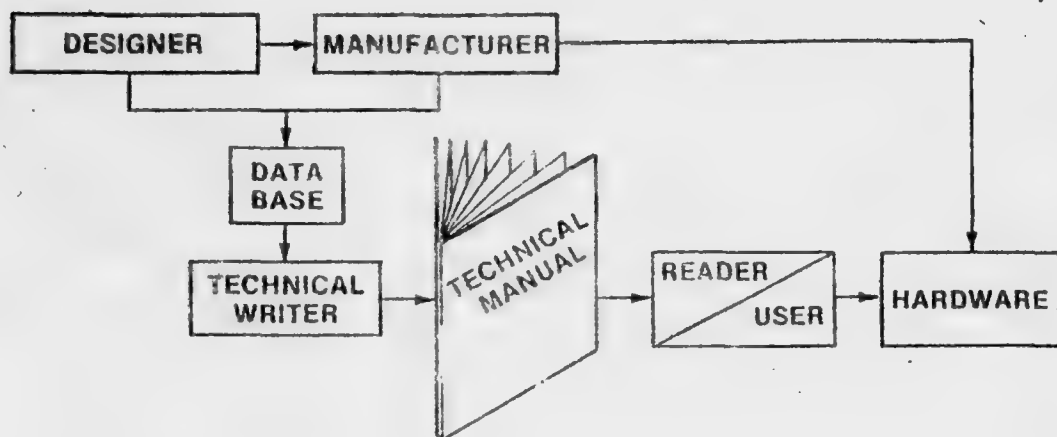 DESIGNER
MANUFACTURER
DATA
BASE
TECHNICAL
WRITER
TECHNICAL
MANUAL
READER
USER
HARDWARE